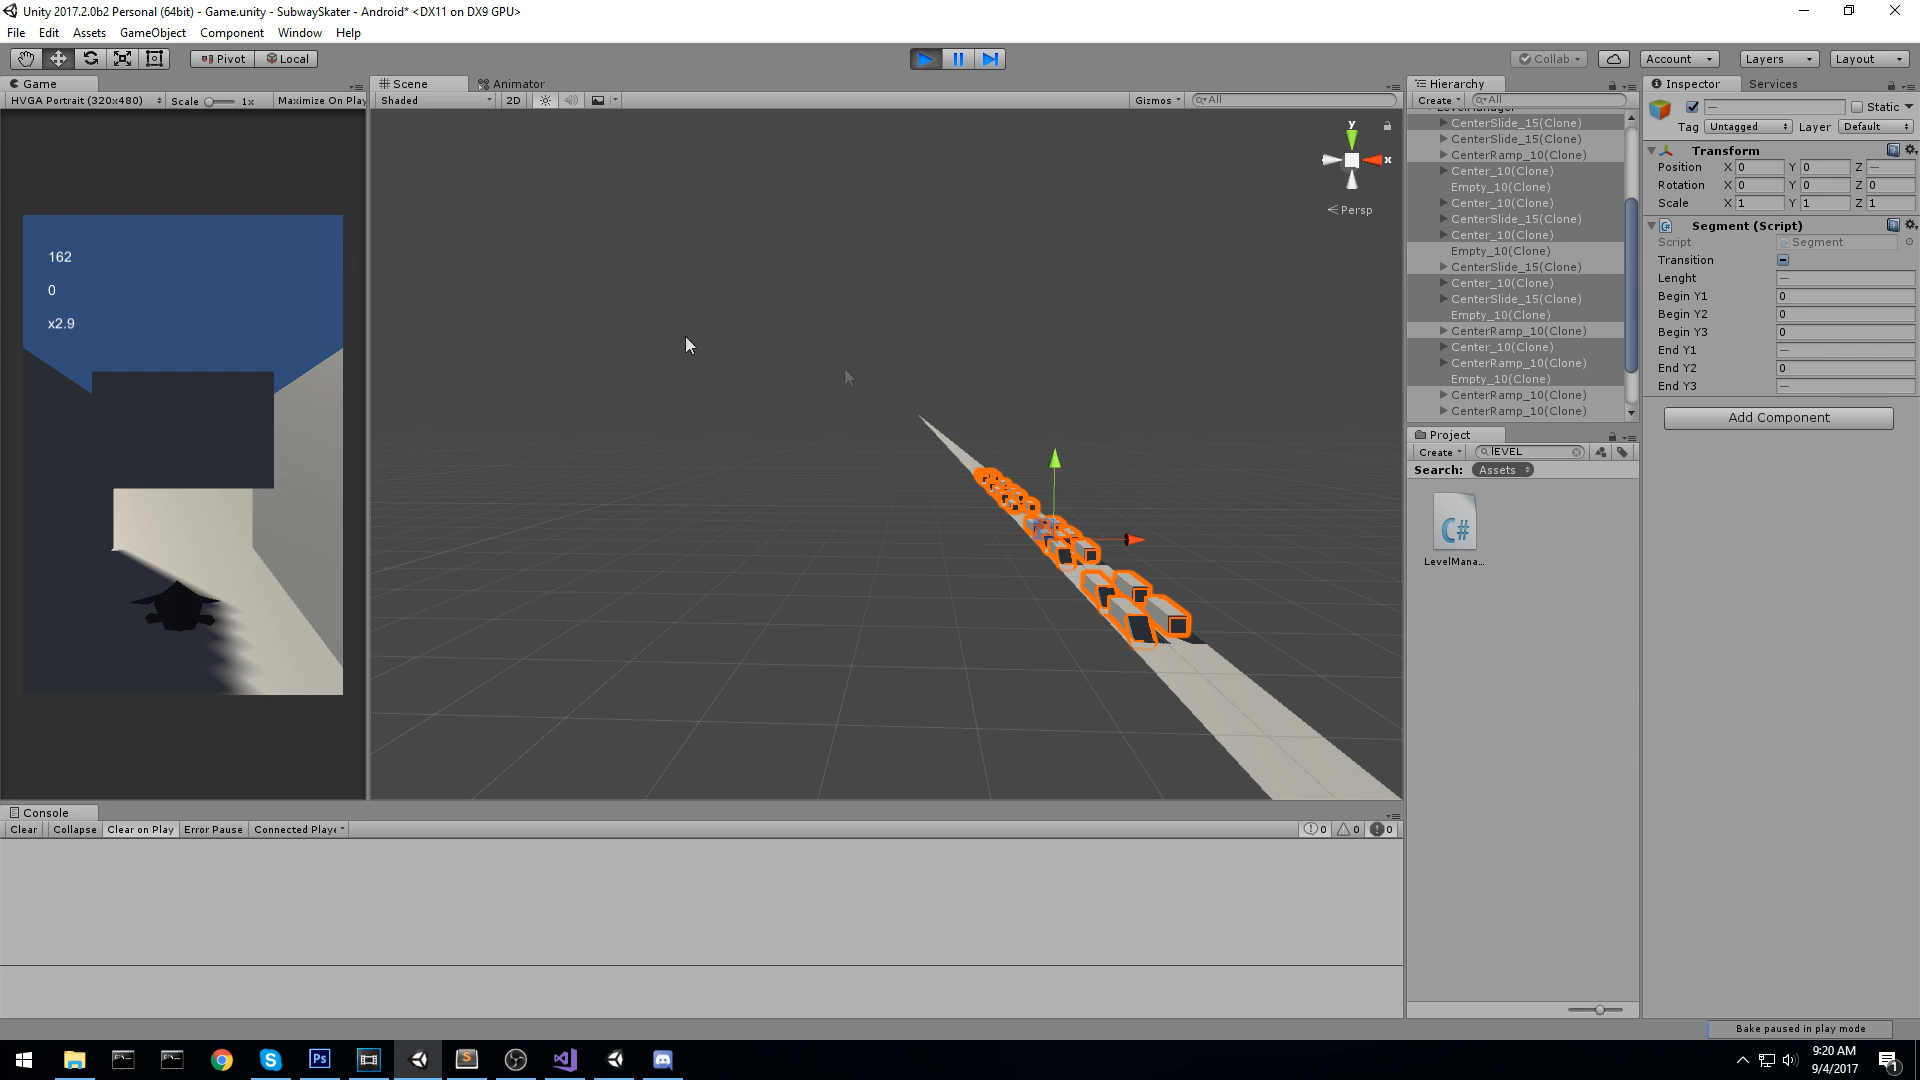 Unity 2017.2.0b2 Personal (64bit) - Game.unity - SubwaySkater - Android* <DX11 on DX9 GPU>
File Edit Assets GameObject Component Window Help
Pivot Local Collab Account Layers Layout
Game
HVGA Portrait (320x480) Scale 1x Maximize On Play
162
0
x2.9
Scene Animator
Shaded 2D Gizmos All
y
x
Persp
Hierarchy
Create All
CenterSlide_15(Clone)
CenterSlide_15(Clone)
CenterRamp_10(Clone)
Center_10(Clone)
Empty_10(Clone)
Center_10(Clone)
CenterSlide_15(Clone)
Center_10(Clone)
Empty_10(Clone)
CenterSlide_15(Clone)
Center_10(Clone)
CenterSlide_15(Clone)
Empty_10(Clone)
CenterRamp_10(Clone)
Center_10(Clone)
CenterRamp_10(Clone)
Empty_10(Clone)
CenterRamp_10(Clone)
CenterRamp_10(Clone)
Project
Create lEVEL
Search: Assets
C#
LevelMana...
Inspector Services
— Static
Tag Untagged Layer Default
Transform
Position X 0 Y 0 Z —
Rotation X 0 Y 0 Z 0
Scale X 1 Y 1 Z 1
Segment (Script)
Script Segment
Transition
Lenght —
Begin Y1 0
Begin Y2 0
Begin Y3 0
End Y1 —
End Y2 0
End Y3 —
Add Component
Console
Clear Collapse Clear on Play Error Pause Connected Playe 0 0 0
Bake paused in play mode
Ps
S
9:20 AM
9/4/2017
1